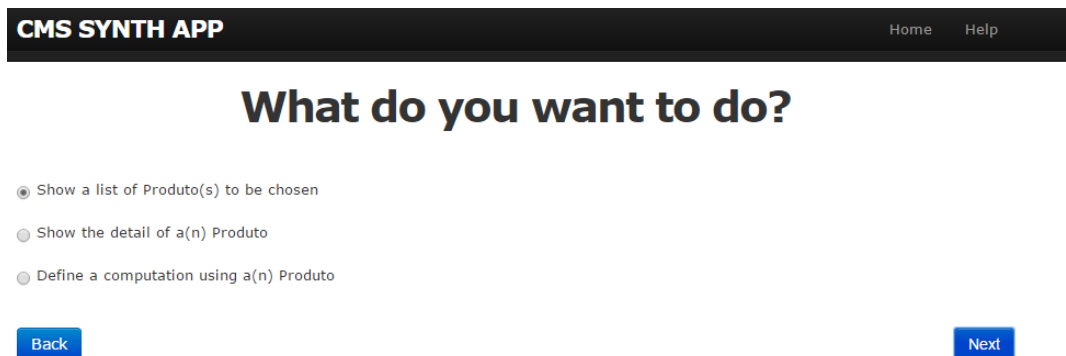 CMS SYNTH APP Home Help
What do you want to do?
Show a list of Produto(s) to be chosen
Show the detail of a(n) Produto
Define a computation using a(n) Produto
Back Next